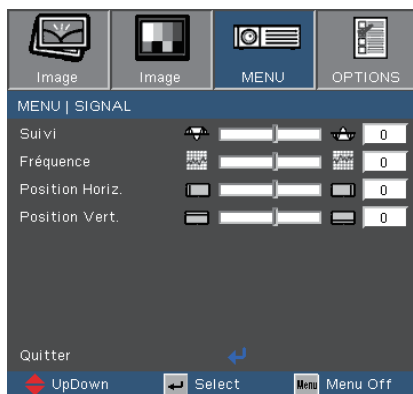 Image Image MENU OPTIONS
MENU | SIGNAL
Suivi 0
Fréquence 0
Position Horiz. 0
Position Vert. 0
Quitter
UpDown Select Menu Menu Off